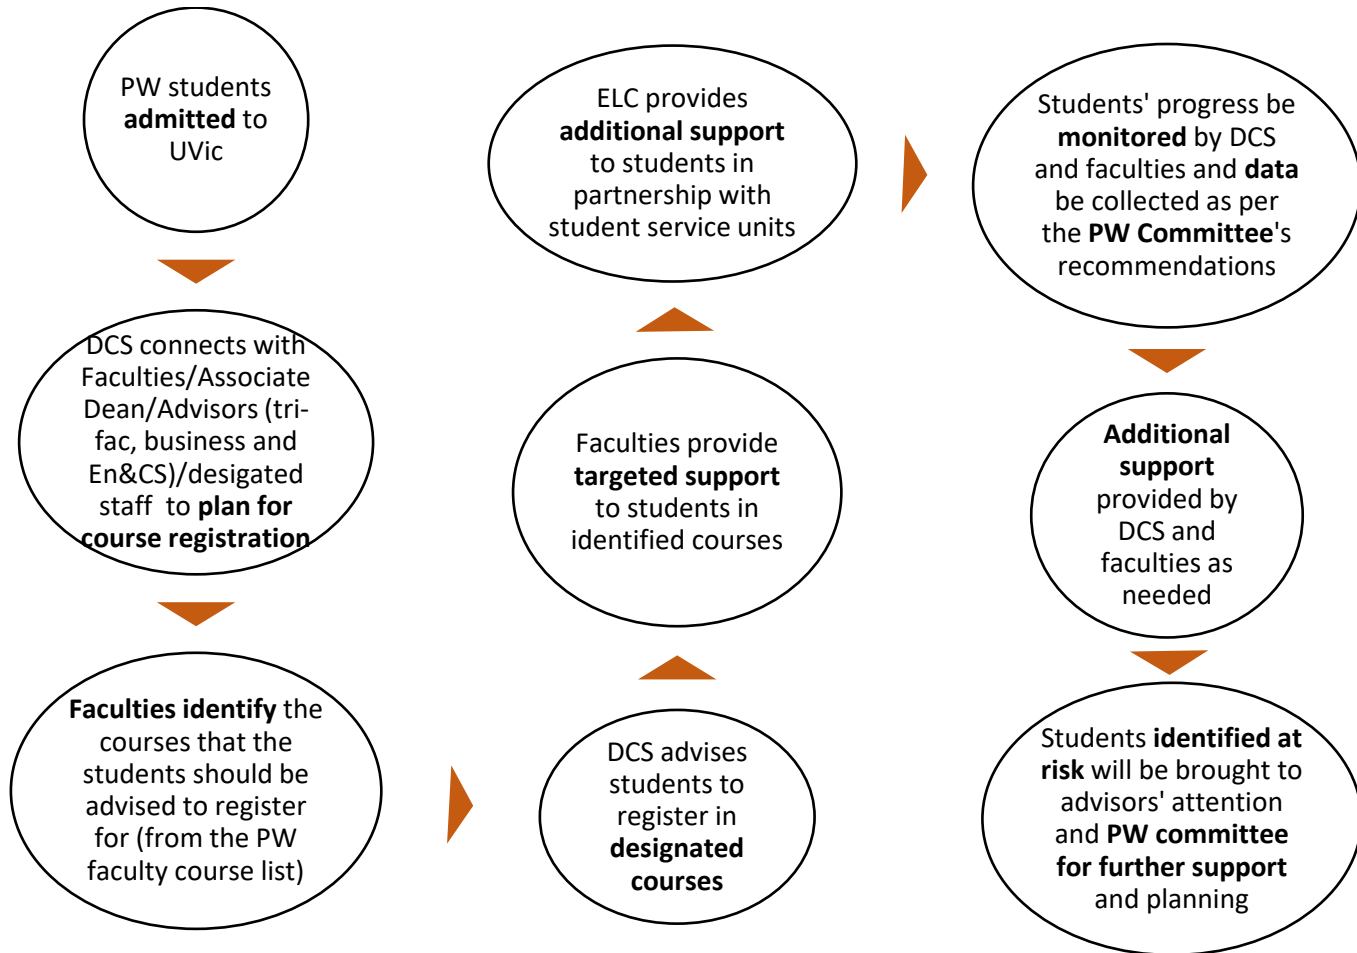 PW students
admitted to
UVic
DCS connects with
Faculties/Associate
Dean/Advisors (tri-
fac, business and
En&CS)/desigated
staff to plan for
course registration
Faculties identify the
courses that the
students should be
advised to register
for (from the PW
faculty course list)
DCS advises
students to
register in
designated
courses
Faculties provide
targeted support
to students in
identified courses
ELC provides
additional support
to students in
partnership with
student service units
Students' progress be
monitored by DCS
and faculties and data
be collected as per
the PW Committee's
recommendations
Additional
support
provided by
DCS and
faculties as
needed
Students identified at
risk will be brought to
advisors' attention
and PW committee
for further support
and planning